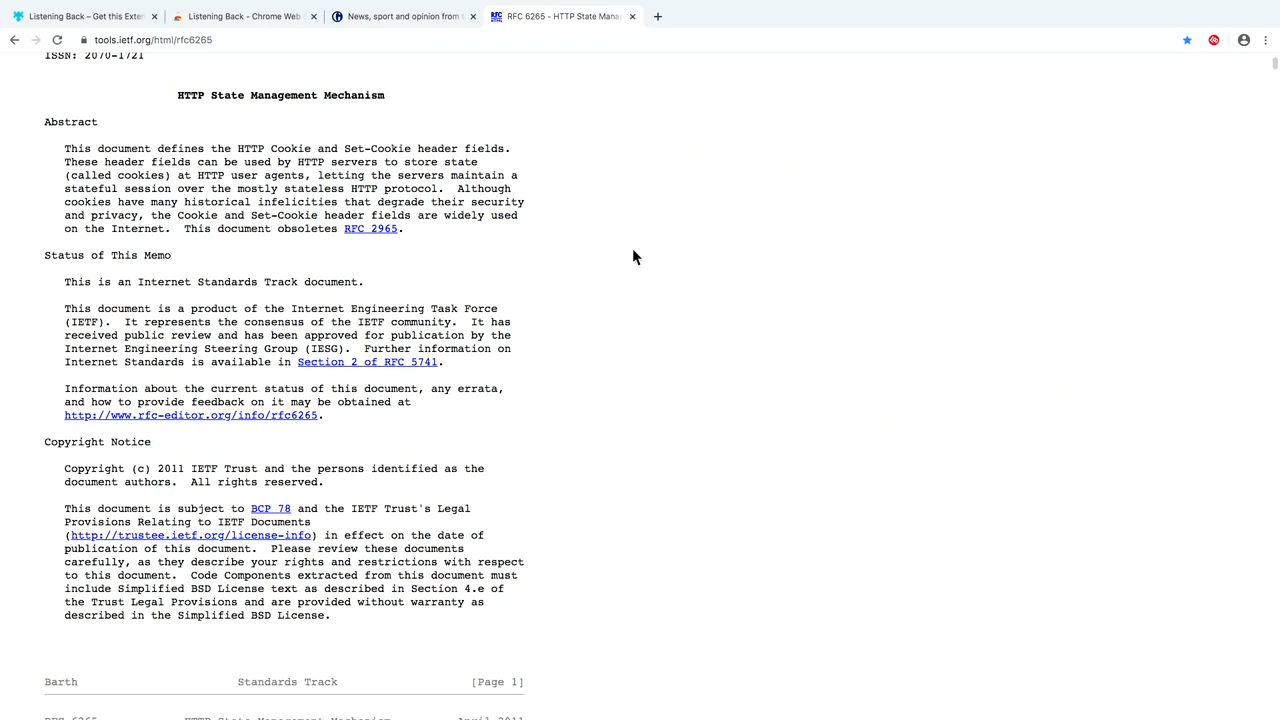 Listening Back – Get this Exten
Listening Back - Chrome Web S
News, sport and opinion from t
RFC 6265 - HTTP State Mana
tools.ietf.org/html/rfc6265
ISSN: 2070-1721
HTTP State Management Mechanism
Abstract
This document defines the HTTP Cookie and Set-Cookie header fields.
These header fields can be used by HTTP servers to store state
(called cookies) at HTTP user agents, letting the servers maintain a
stateful session over the mostly stateless HTTP protocol.  Although
cookies have many historical infelicities that degrade their security
and privacy, the Cookie and Set-Cookie header fields are widely used
on the Internet.  This document obsoletes RFC 2965.
Status of This Memo
This is an Internet Standards Track document.
This document is a product of the Internet Engineering Task Force
(IETF).  It represents the consensus of the IETF community.  It has
received public review and has been approved for publication by the
Internet Engineering Steering Group (IESG).  Further information on
Internet Standards is available in Section 2 of RFC 5741.
Information about the current status of this document, any errata,
and how to provide feedback on it may be obtained at
http://www.rfc-editor.org/info/rfc6265.
Copyright Notice
Copyright (c) 2011 IETF Trust and the persons identified as the
document authors.  All rights reserved.
This document is subject to BCP 78 and the IETF Trust's Legal
Provisions Relating to IETF Documents
(http://trustee.ietf.org/license-info) in effect on the date of
publication of this document.  Please review these documents
carefully, as they describe your rights and restrictions with respect
to this document.  Code Components extracted from this document must
include Simplified BSD License text as described in Section 4.e of
the Trust Legal Provisions and are provided without warranty as
described in the Simplified BSD License.
Barth Standards Track [Page 1]
RFC 6265 HTTP State Management Mechanism April 2011